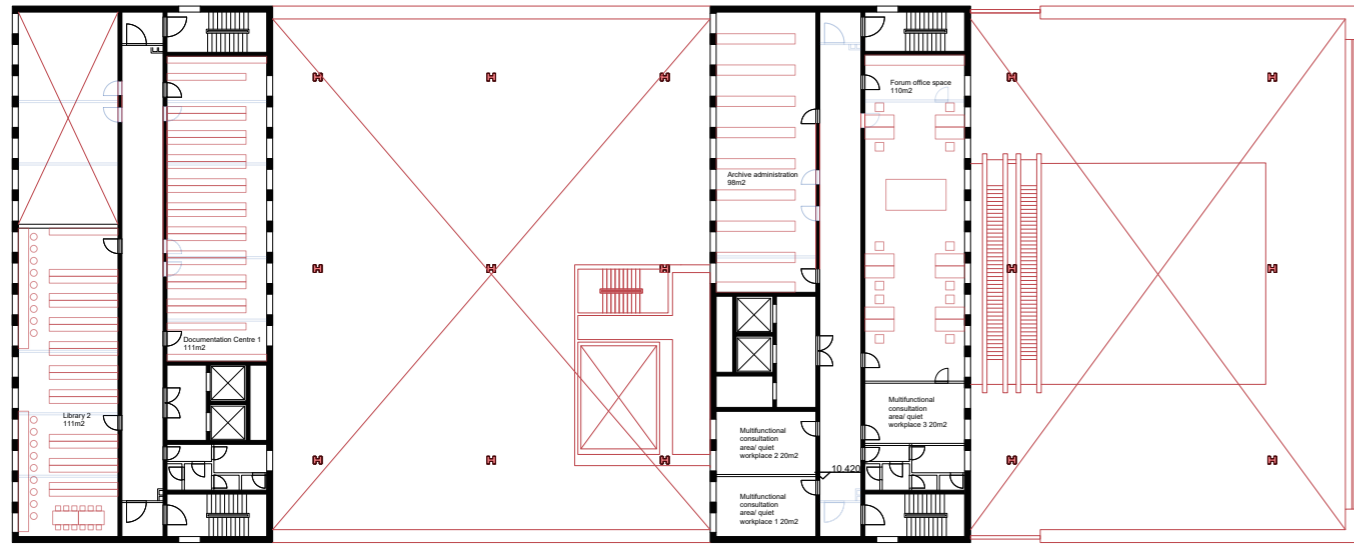 Forum office space
110m2
Archive administration
98m2
Documentation Centre 1
111m2
Library 2
111m2
Multifunctional
consultation
area/ quiet
workplace 3 20m2
Multifunctional
consultation
area/ quiet
workplace 2 20m2
10.420
Multifunctional
consultation
area/ quiet
workplace 1 20m2